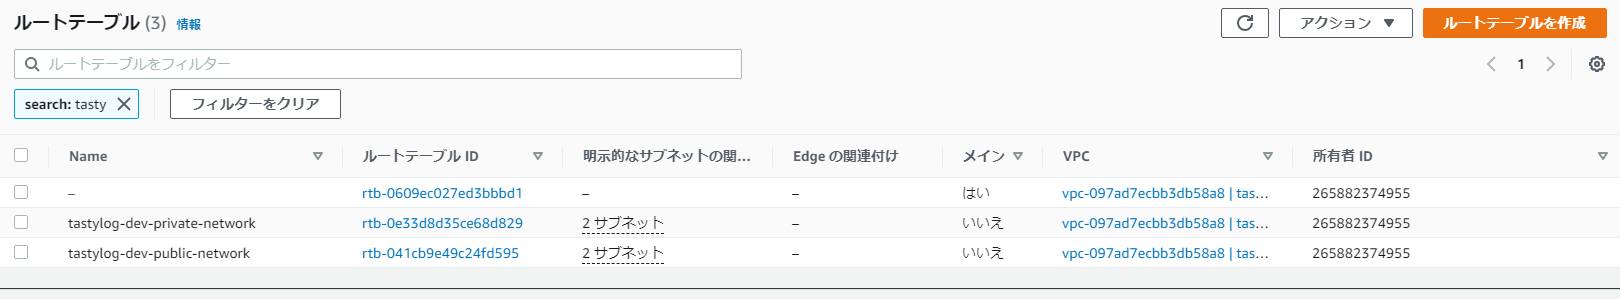 ルートテーブル (3) 情報
アクション ルートテーブルを作成
ルートテーブルをフィルター 1
search: tasty フィルターをクリア
Name ルートテーブル ID 明示的なサブネットの関... Edge の関連付け メイン VPC 所有者 ID
– rtb-0609ec027ed3bbbd1 – – はい vpc-097ad7ecbb3db58a8 | tas... 265882374955
tastylog-dev-private-network rtb-0e33d8d35ce68d829 2 サブネット – いいえ vpc-097ad7ecbb3db58a8 | tas... 265882374955
tastylog-dev-public-network rtb-041cb9e49c24fd595 2 サブネット – いいえ vpc-097ad7ecbb3db58a8 | tas... 265882374955